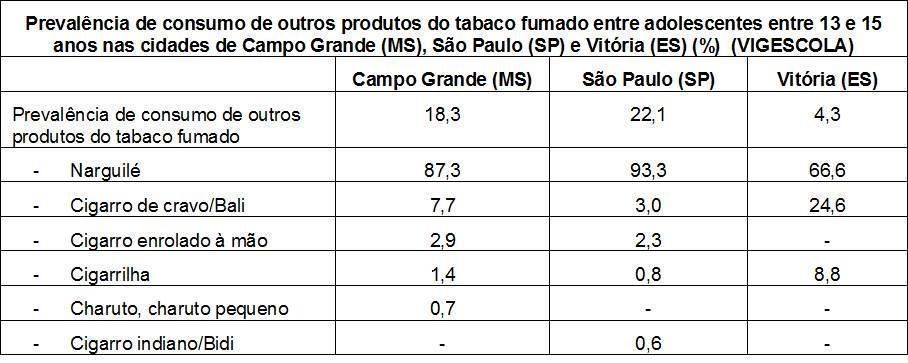 Prevalência de consumo de outros produtos do tabaco fumado entre adolescentes entre 13 e 15
anos nas cidades de Campo Grande (MS), São Paulo (SP) e Vitória (ES) (%)  (VIGESCOLA)
Campo Grande (MS) São Paulo (SP) Vitória (ES)
Prevalência de consumo de outros 18,3 22,1 4,3
produtos do tabaco fumado
- Narguilé 87,3 93,3 66,6
- Cigarro de cravo/Bali 7,7 3,0 24,6
- Cigarro enrolado à mão 2,9 2,3 -
- Cigarrilha 1,4 0,8 8,8
- Charuto, charuto pequeno 0,7 - -
- Cigarro indiano/Bidi - 0,6 -